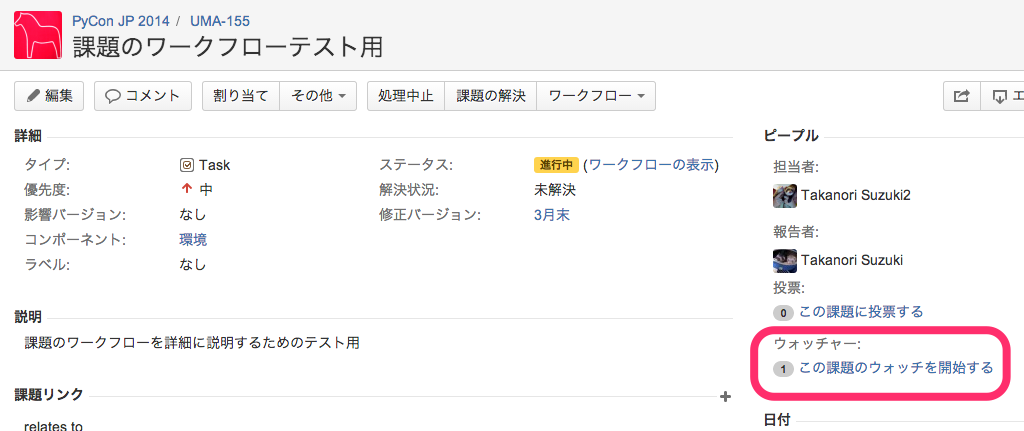 PyCon JP 2014 / UMA-155
課題のワークフローテスト用
編集 コメント 割り当て その他 処理中止 課題の解決 ワークフロー エ
詳細
タイプ: Task
優先度: 中
影響バージョン: なし
コンポーネント: 環境
ラベル: なし
ステータス: 進行中 (ワークフローの表示)
解決状況: 未解決
修正バージョン: 3月末
説明
課題のワークフローを詳細に説明するためのテスト用
課題リンク
relates to
ピープル
担当者:
Takanori Suzuki2
報告者:
Takanori Suzuki
投票:
0 この課題に投票する
ウォッチャー:
1 この課題のウォッチを開始する
日付